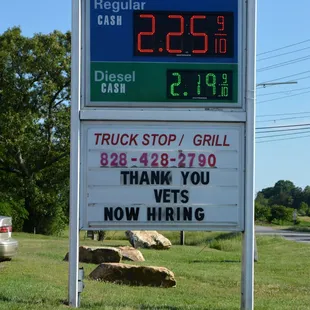 Regular
CASH 2.25 9/10
Diesel
CASH 2.19 9/10
TRUCK STOP/ GRILL
828-428-2790
THANK YOU
VETS
NOW HIRING